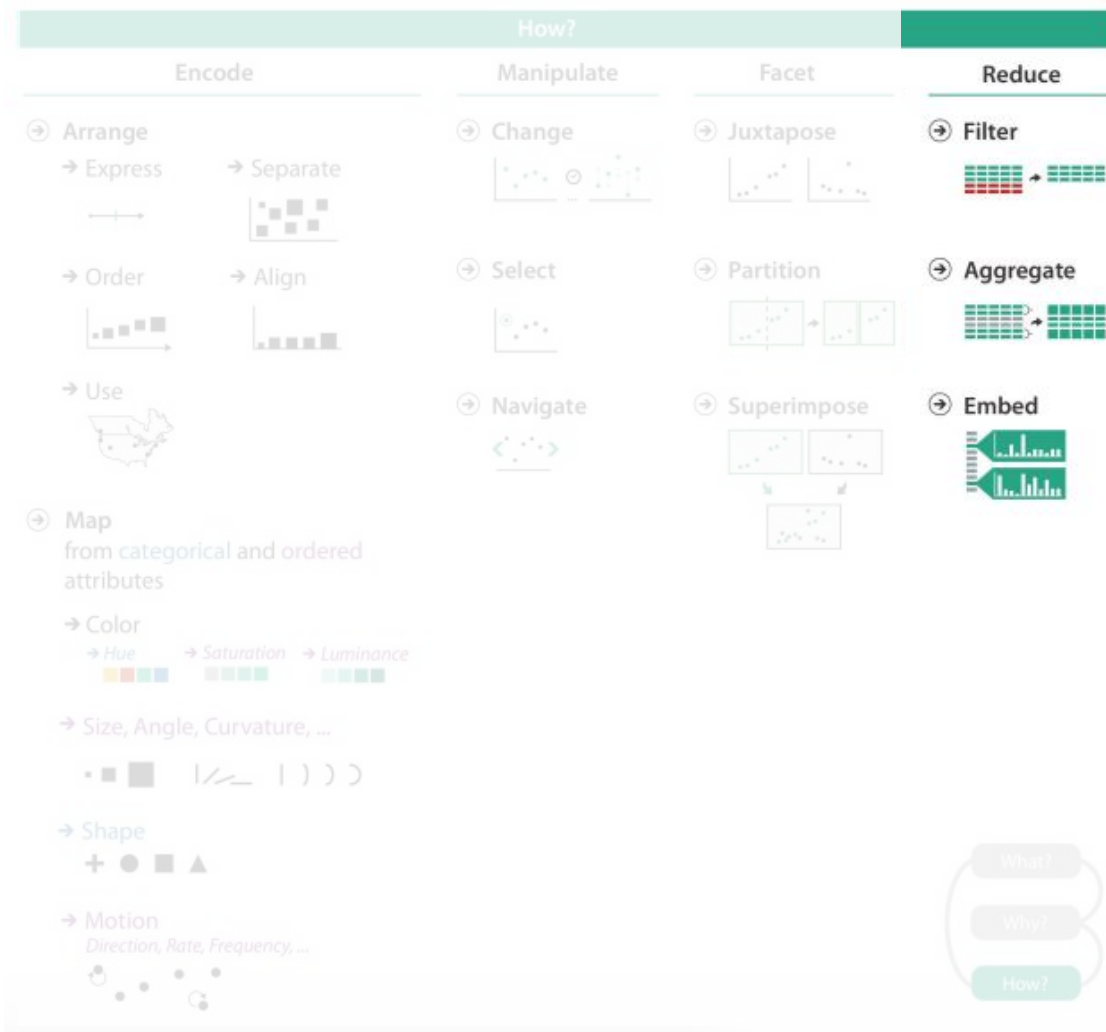 How?
Encode
Manipulate
Facet
Reduce
Arrange
Express
Separate
Order
Align
Use
Map
from categorical and ordered
attributes
Color
Hue
Saturation
Luminance
Size, Angle, Curvature, ...
Shape
Motion
Direction, Rate, Frequency, ...
Change
Select
Navigate
Juxtapose
Partition
Superimpose
Filter
Aggregate
Embed
What?
Why?
How?